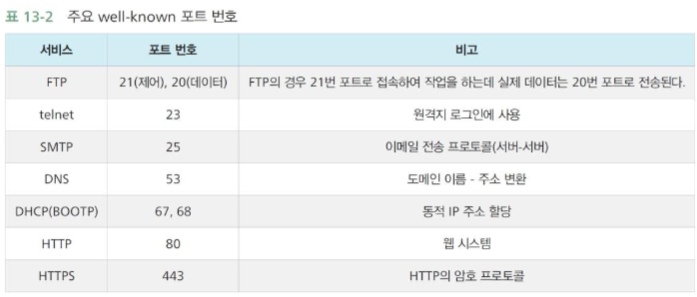 표 13-2 주요 well-known 포트 번호
서비스 포트 번호 비고
FTP 21(제어), 20(데이터) FTP의 경우 21번 포트로 접속하여 작업을 하는데 실제 데이터는 20번 포트로 전송된다.
telnet 23 원격지 로그인에 사용
SMTP 25 이메일 전송 프로토콜(서버-서버)
DNS 53 도메인 이름 - 주소 변환
DHCP(BOOTP) 67, 68 동적 IP 주소 할당
HTTP 80 웹 시스템
HTTPS 443 HTTP의 암호 프로토콜